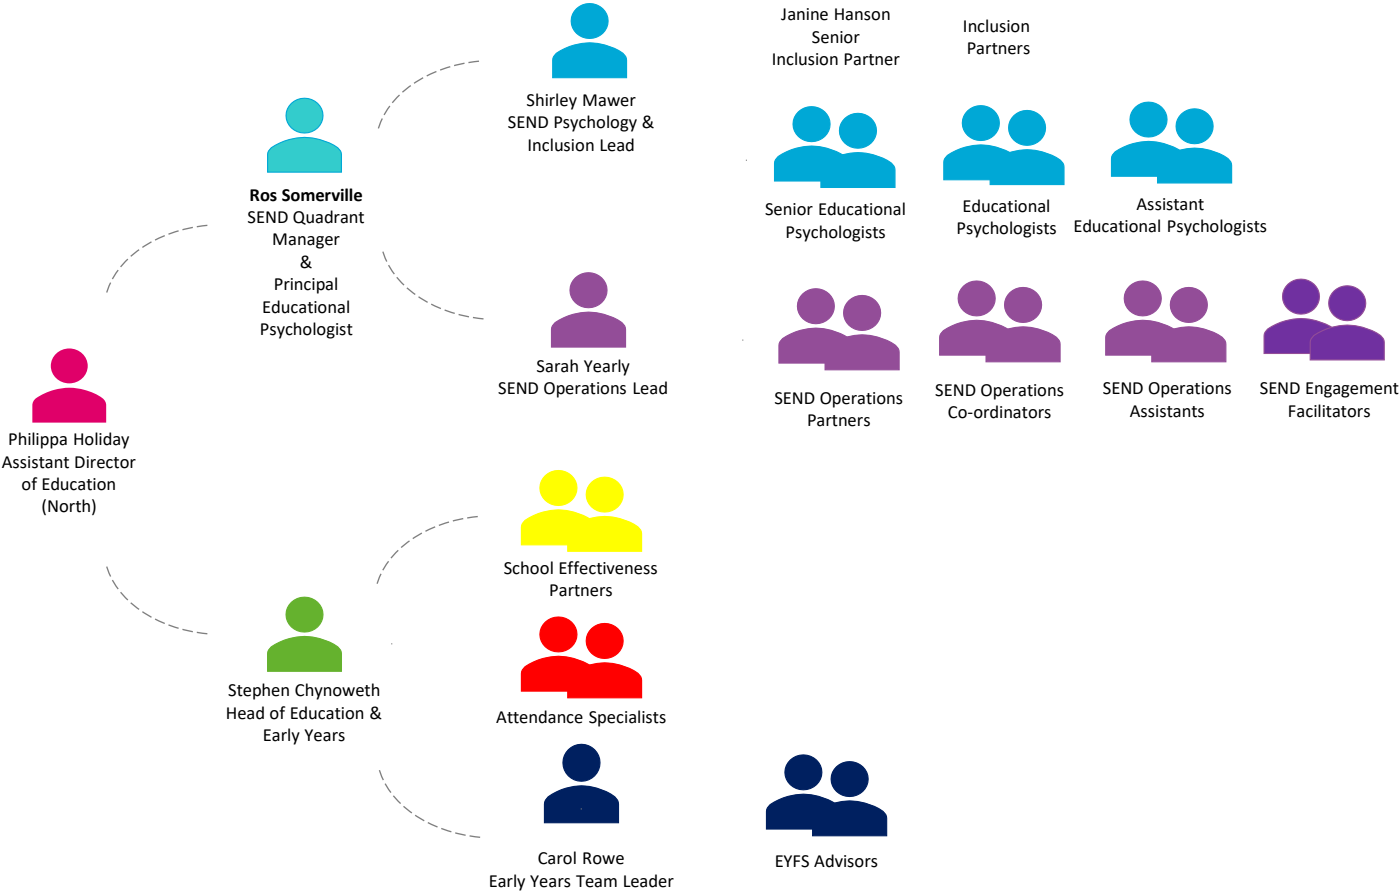 Janine Hanson
Senior
Inclusion Partner
Inclusion
Partners
Shirley Mawer
SEND Psychology &
Inclusion Lead
Ros Somerville
SEND Quadrant
Manager
&
Principal
Educational
Psychologist
Senior Educational
Psychologists
Educational
Psychologists
Assistant
Educational Psychologists
Sarah Yearly
SEND Operations Lead
SEND Operations
Partners
SEND Operations
Co-ordinators
SEND Operations
Assistants
SEND Engagement
Facilitators
Philippa Holiday
Assistant Director
of Education
(North)
School Effectiveness
Partners
Stephen Chynoweth
Head of Education &
Early Years
Attendance Specialists
Carol Rowe
Early Years Team Leader
EYFS Advisors